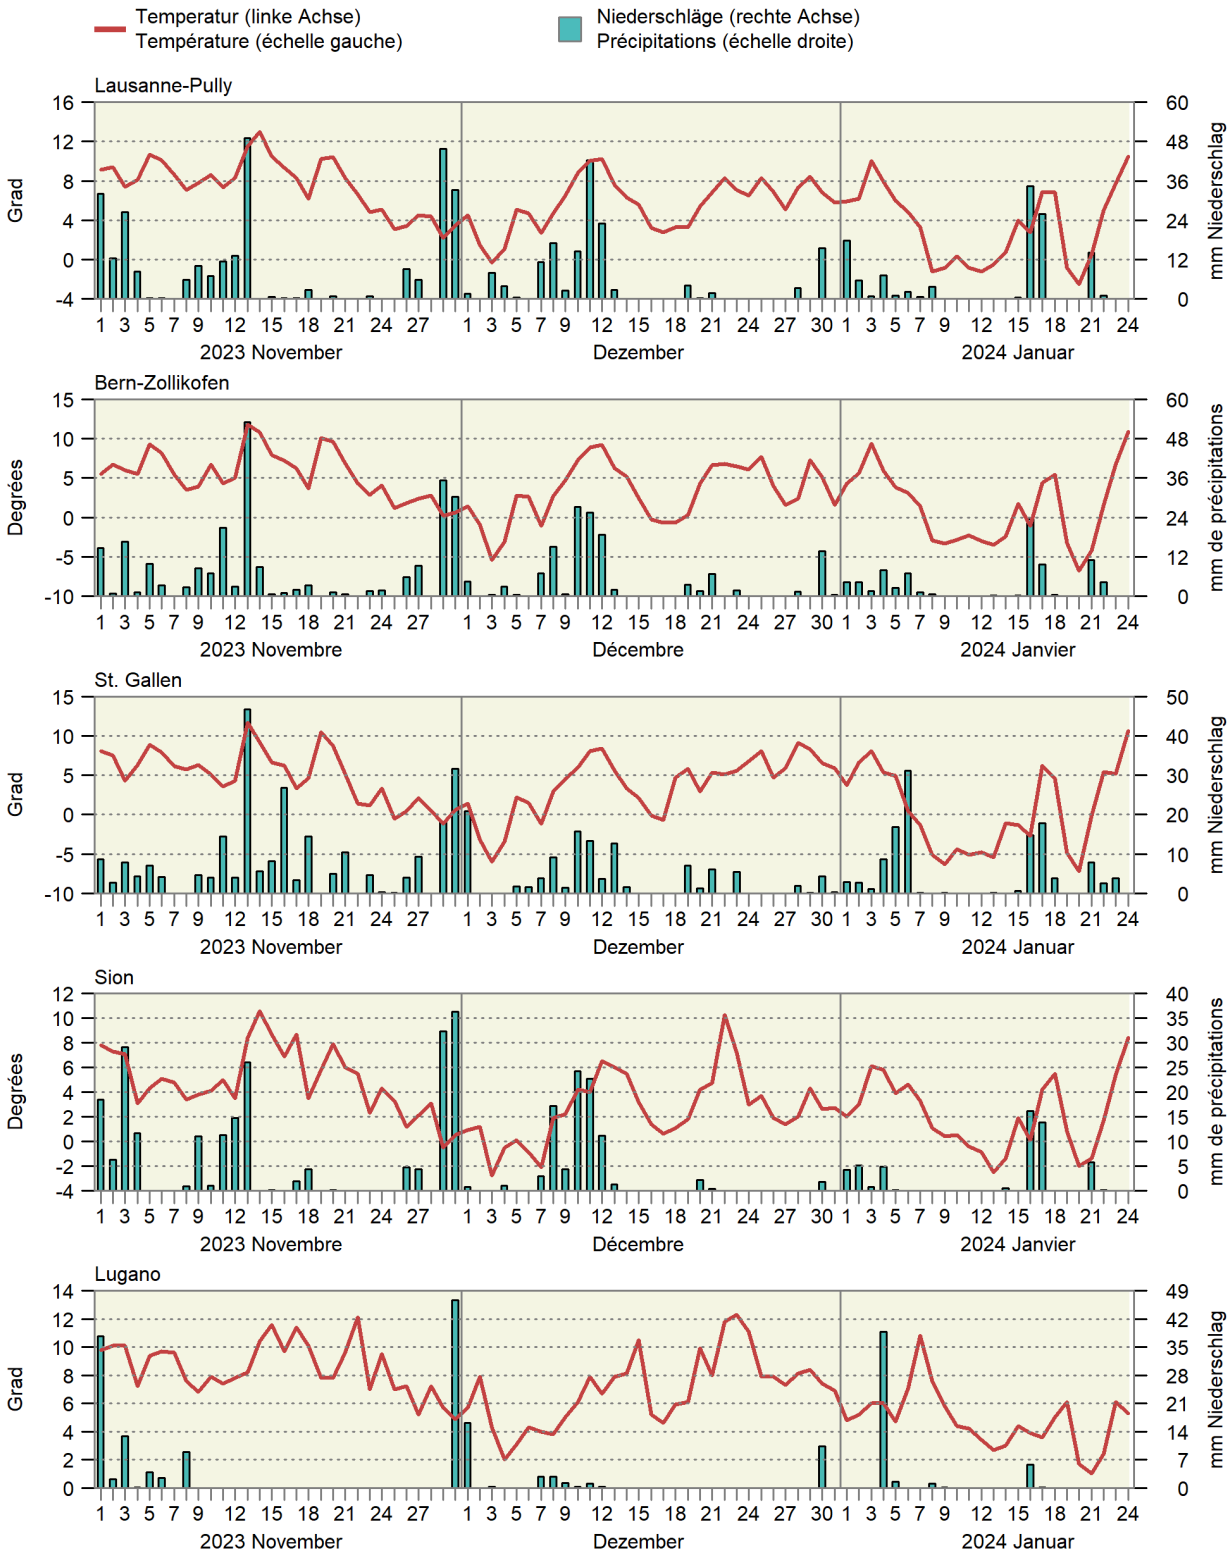 Temperatur (linke Achse)
Température (échelle gauche)
Niederschläge (rechte Achse)
Précipitations (échelle droite)
Lausanne-Pully
16 12 8 4 0 -4
Grad
60 48 36 24 12 0
mm Niederschlag
1 3 5 7 9 12 15 18 21 24 27 1 3 5 7 9 12 15 18 21 24 27 30 1 3 5 7 9 12 15 18 21 24
2023 November Dezember 2024 Januar
Bern-Zollikofen
15 10 5 0 -5 -10
Degrées
60 48 36 24 12 0
mm de précipitations
1 3 5 7 9 12 15 18 21 24 27 1 3 5 7 9 12 15 18 21 24 27 30 1 3 5 7 9 12 15 18 21 24
2023 Novembre Décembre 2024 Janvier
St. Gallen
15 10 5 0 -5 -10
Grad
50 40 30 20 10 0
mm Niederschlag
1 3 5 7 9 12 15 18 21 24 27 1 3 5 7 9 12 15 18 21 24 27 30 1 3 5 7 9 12 15 18 21 24
2023 November Dezember 2024 Januar
Sion
12 10 8 6 4 2 0 -2 -4
Degrées
40 35 30 25 20 15 10 5 0
mm de précipitations
1 3 5 7 9 12 15 18 21 24 27 1 3 5 7 9 12 15 18 21 24 27 30 1 3 5 7 9 12 15 18 21 24
2023 Novembre Décembre 2024 Janvier
Lugano
14 12 10 8 6 4 2 0
Grad
49 42 35 28 21 14 7 0
mm Niederschlag
1 3 5 7 9 12 15 18 21 24 27 1 3 5 7 9 12 15 18 21 24 27 30 1 3 5 7 9 12 15 18 21 24
2023 November Dezember 2024 Januar